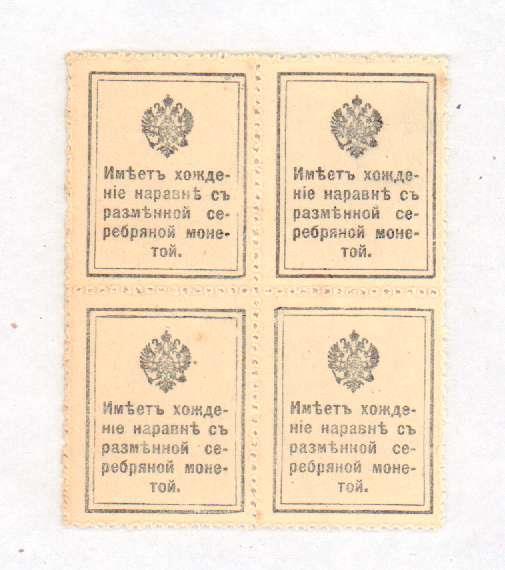 Имѣетъ хожде-
ніе наравнѣ съ
размѣнной се-
ребряной моне-
той.
Имѣетъ хожде-
ніе наравнѣ съ
размѣнной се-
ребряной моне-
той.
Имѣетъ хожде-
ніе наравнѣ съ
размѣнной се-
ребряной моне-
той.
Имѣетъ хожде-
ніе наравнѣ съ
размѣнной се-
ребряной моне-
той.